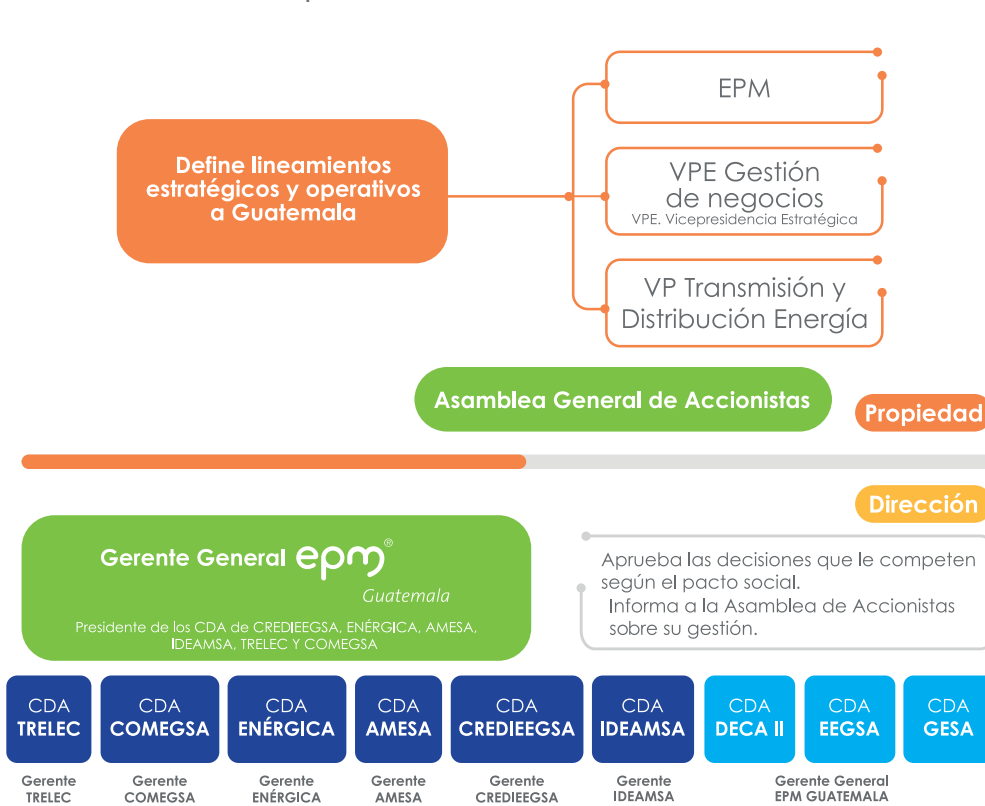 Define lineamientos
estratégicos y operativos
a Guatemala
EPM
VPE Gestión
de negocios
VPE. Vicepresidencia Estratégica
VP Transmisión y
Distribución Energía
Asamblea General de Accionistas
Propiedad
Dirección
Gerente General epm®
Guatemala
Presidente de los CDA de CREDIEEGSA, ENÉRGICA, AMESA,
IDEAMSA, TRELEC Y COMEGSA
Aprueba las decisiones que le competen
según el pacto social.
Informa a la Asamblea de Accionistas
sobre su gestión.
CDA
TRELEC
CDA
COMEGSA
CDA
ENÉRGICA
CDA
AMESA
CDA
CREDIEEGSA
CDA
IDEAMSA
CDA
DECA II
CDA
EEGSA
CDA
GESA
Gerente
TRELEC
Gerente
COMEGSA
Gerente
ENÉRGICA
Gerente
AMESA
Gerente
CREDIEEGSA
Gerente
IDEAMSA
Gerente General
EPM GUATEMALA